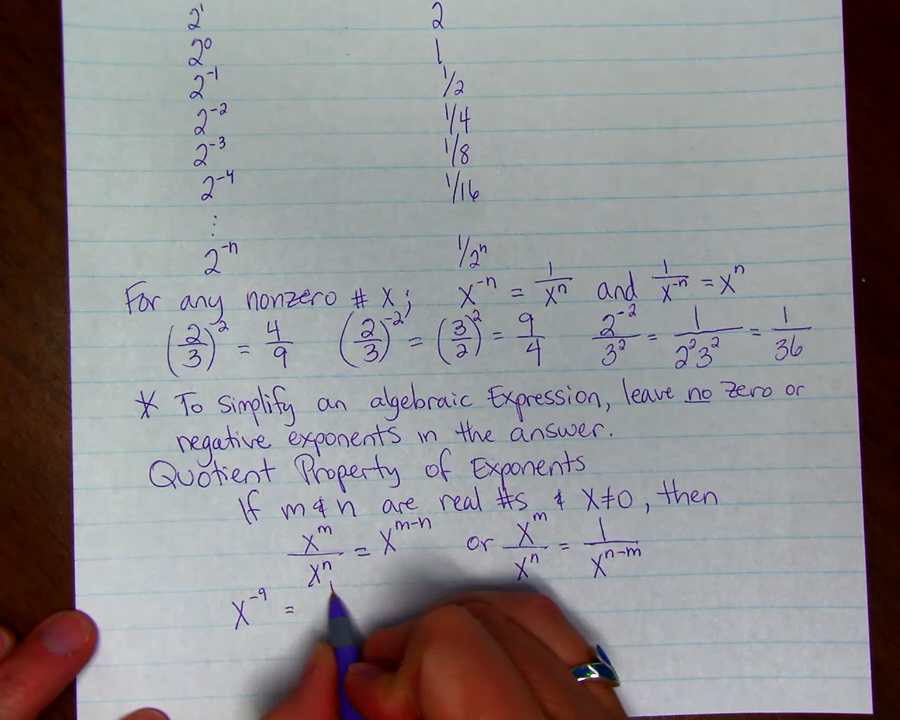 2¹ 2
2⁰ 1
2⁻¹ 1/2
2⁻² 1/4
2⁻³ 1/8
2⁻⁴ 1/16
⋮
2⁻ⁿ 1/2ⁿ
For any nonzero # x; x⁻ⁿ = 1/xⁿ and 1/x⁻ⁿ = xⁿ
(2/3)² = 4/9 (2/3)⁻² = (3/2)² = 9/4 2⁻²/3² = 1/2²3² = 1/36
* To simplify an algebraic Expression, leave no zero or
negative exponents in the answer.
Quotient Property of Exponents
If m & n are real #s & x≠0, then
xᵐ/xⁿ = xᵐ⁻ⁿ or xᵐ/xⁿ = 1/xⁿ⁻ᵐ
x⁻⁹ =